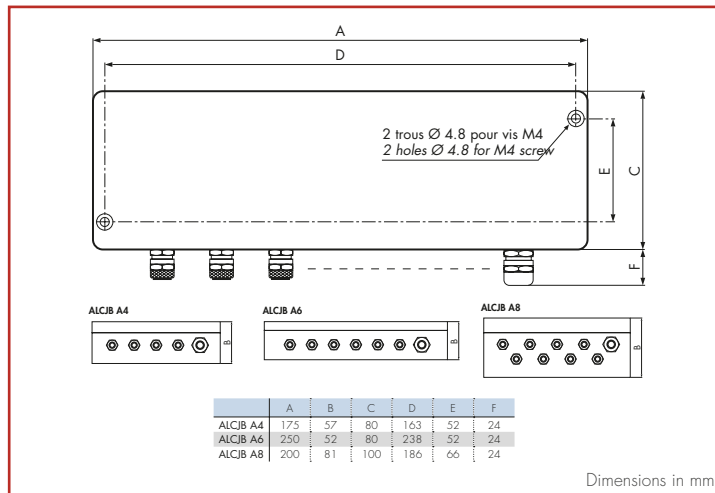 A
D
2 trous Ø 4.8 pour vis M4
2 holes Ø 4.8 for M4 screw
E
C
F
ALCJB A4
B
ALCJB A6
B
ALCJB A8
B
A B C D E F
ALCJB A4 175 57 80 163 52 24
ALCJB A6 250 52 80 238 52 24
ALCJB A8 200 81 100 186 66 24
Dimensions in mm